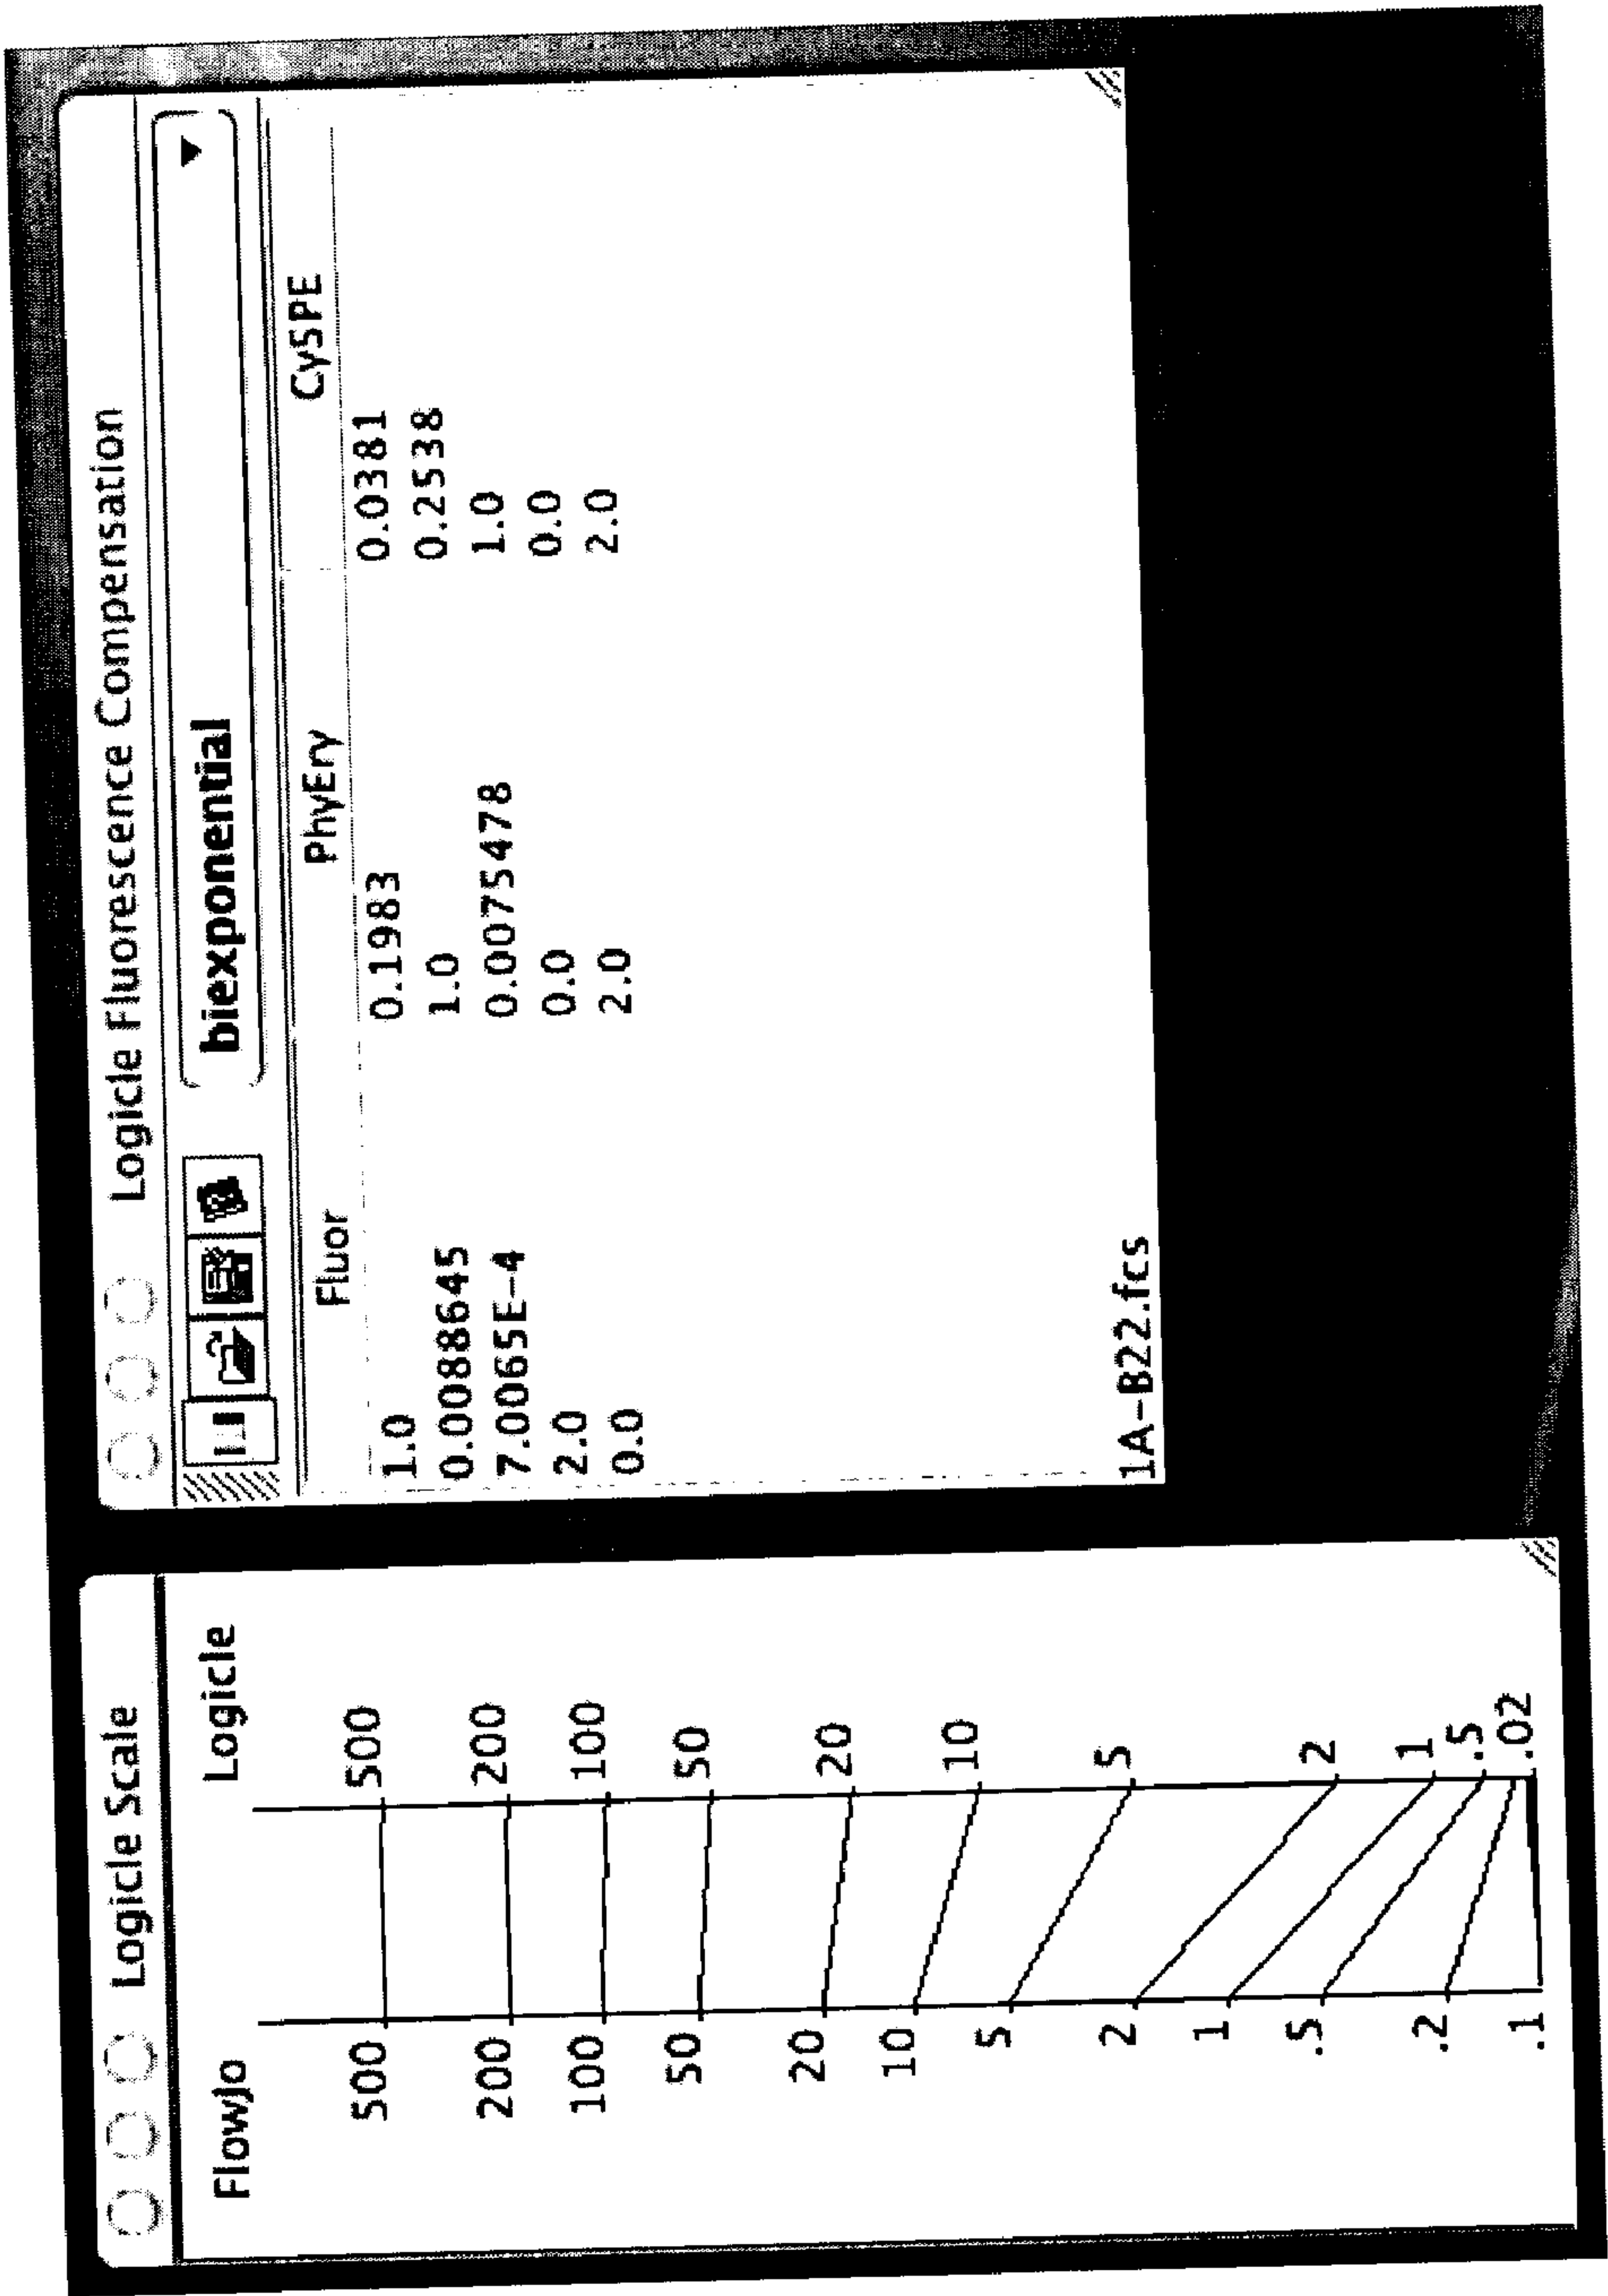 Logicle Scale
FlowJo Logicle
500 500
200 200
100 100
50 50
20 20
10 10
5 5
2 2
1 1
.5 .5
.2 .02
.1
Logicle Fluorescence Compensation
biexponential
Fluor PhyEry Cy5PE
1.0 0.1983 0.0381
0.0088645 1.0 0.2538
7.0065E-4 0.0075478 1.0
2.0 0.0 0.0
0.0 2.0 2.0
1A-B22.fcs